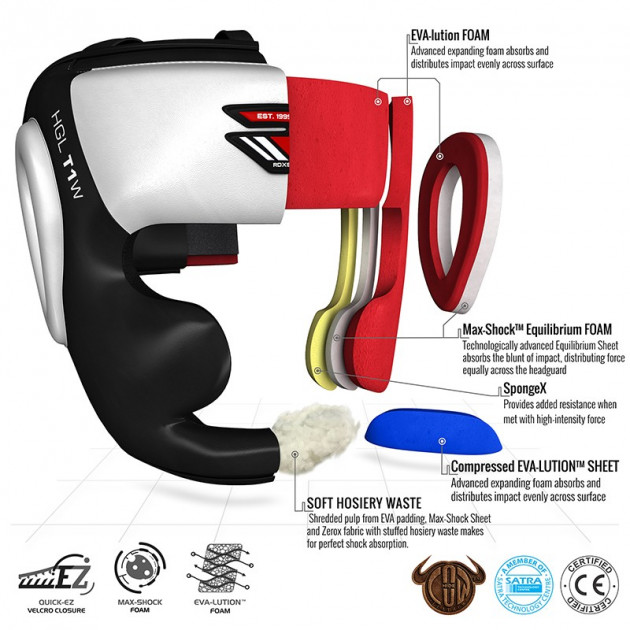 EVA-lution FOAM
Advanced expanding foam absorbs and
distributes impact evenly across surface
EST. 1999
HGL T1W
Max-Shock™ Equilibrium FOAM
Technologically advanced Equilibrium Sheet
absorbs the blunt of impact, distributing force
equally across the headguard
SpongeX
Provides added resistance when
met with high-intensity force
Compressed EVA-LUTION™ SHEET
Advanced expanding foam absorbs and
distributes impact evenly across surface
SOFT HOSIERY WASTE
Shredded pulp from EVA padding, Max-Shock Sheet
and Zerox fabric with stuffed hosiery waste makes
for perfect shock absorption.
EZ
QUICK-EZ
VELCRO CLOSURE
MAX-SHOCK
FOAM
EVA-LUTION™
FOAM
A MEMBER OF
SATRA
SATRA TECHNOLOGY CENTRE
CERTIFIED
CE
CERTIFIED